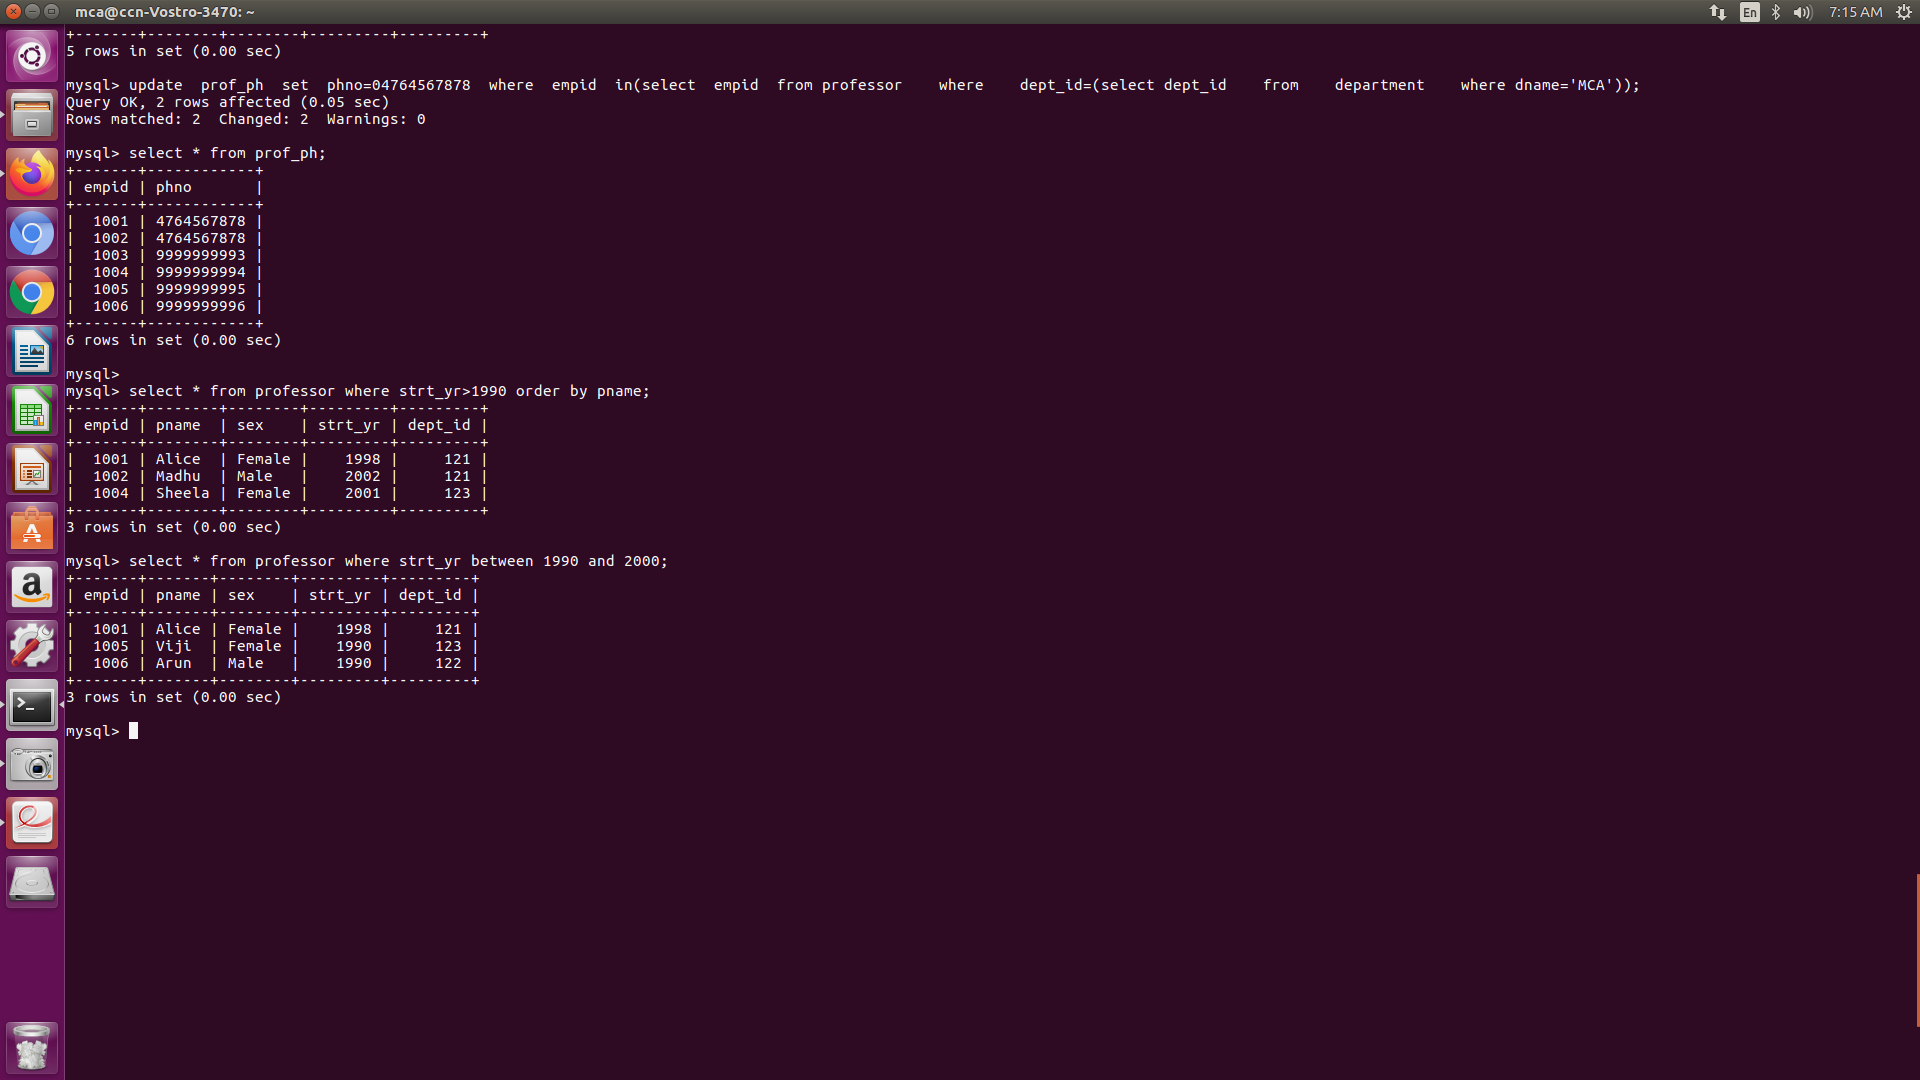 mca@ccn-Vostro-3470: ~
En
7:15 AM
+-------+--------+--------+---------+---------+
5 rows in set (0.00 sec)
mysql> update  prof_ph  set  phno=04764567878  where  empid  in(select  empid  from professor    where    dept_id=(select dept_id    from    department    where dname='MCA'));
Query OK, 2 rows affected (0.05 sec)
Rows matched: 2  Changed: 2  Warnings: 0
mysql> select * from prof_ph;
+-------+------------+
| empid | phno       |
+-------+------------+
|  1001 | 4764567878 |
|  1002 | 4764567878 |
|  1003 | 9999999993 |
|  1004 | 9999999994 |
|  1005 | 9999999995 |
|  1006 | 9999999996 |
+-------+------------+
6 rows in set (0.00 sec)
mysql>
mysql> select * from professor where strt_yr>1990 order by pname;
+-------+--------+--------+---------+---------+
| empid | pname  | sex    | strt_yr | dept_id |
+-------+--------+--------+---------+---------+
|  1001 | Alice  | Female |    1998 |     121 |
|  1002 | Madhu  | Male   |    2002 |     121 |
|  1004 | Sheela | Female |    2001 |     123 |
+-------+--------+--------+---------+---------+
3 rows in set (0.00 sec)
mysql> select * from professor where strt_yr between 1990 and 2000;
+-------+-------+--------+---------+---------+
| empid | pname | sex    | strt_yr | dept_id |
+-------+-------+--------+---------+---------+
|  1001 | Alice | Female |    1998 |     121 |
|  1005 | Viji  | Female |    1990 |     123 |
|  1006 | Arun  | Male   |    1990 |     122 |
+-------+-------+--------+---------+---------+
3 rows in set (0.00 sec)
mysql>